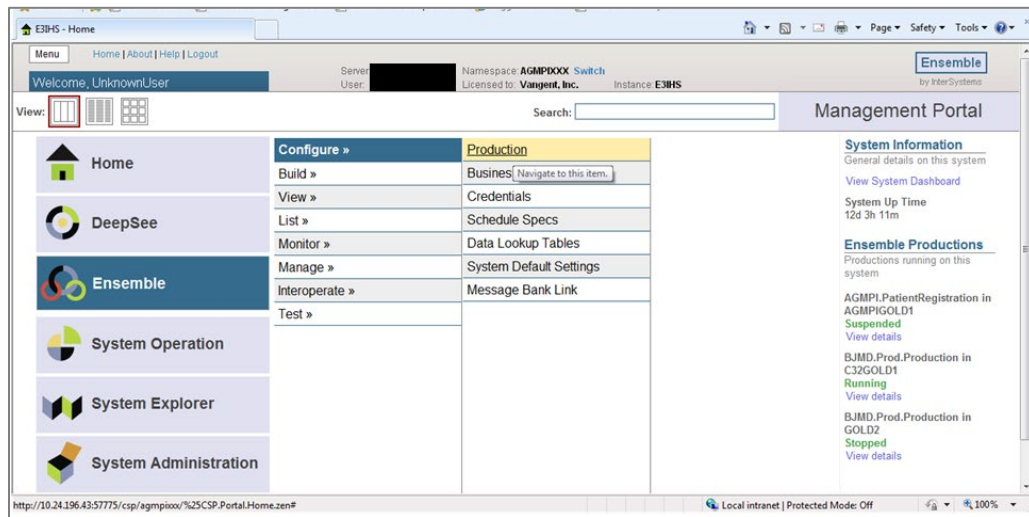 E3IHS - Home
Page Safety Tools
Menu Home | About | Help | Logout
Welcome, UnknownUser
Server
User:
Namespace: AGMPIXXX Switch
Licensed to: Vangent, Inc. Instance: E3IHS
Ensemble
by InterSystems
View:
Search:
Management Portal
Home
DeepSee
Ensemble
System Operation
System Explorer
System Administration
Configure »
Build »
View »
List »
Monitor »
Manage »
Interoperate »
Test »
Production
Busines
Navigate to this item.
Credentials
Schedule Specs
Data Lookup Tables
System Default Settings
Message Bank Link
System Information
General details on this system
View System Dashboard
System Up Time
12d 3h 11m
Ensemble Productions
Productions running on this
system
AGMPI.PatientRegistration in
AGMPIGOLD1
Suspended
View details
BJMD.Prod.Production in
C32GOLD1
Running
View details
BJMD.Prod.Production in
GOLD2
Stopped
View details
http://10.24.196.43:57775/csp/agmpixxx/%25CSP.Portal.Home.zen#
Local intranet | Protected Mode: Off
100%